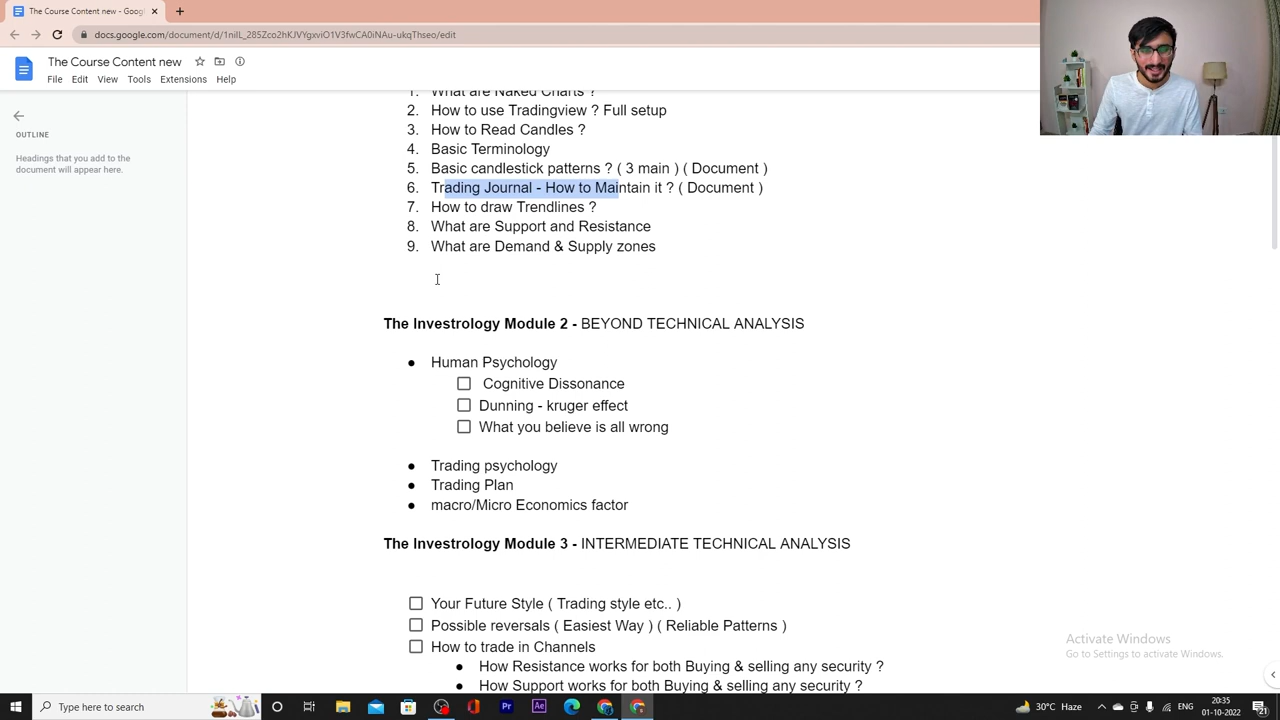 The Course Content new - Google
docs.google.com/document/d/1nilL_285Zco2hKJVYgxviO1V3fwCA0iNAu-ukqThseo/edit
The Course Content new
File Edit View Tools Extensions Help
OUTLINE
Headings that you add to the
document will appear here.
1. What are Naked Charts ?
2. How to use Tradingview ? Full setup
3. How to Read Candles ?
4. Basic Terminology
5. Basic candlestick patterns ? ( 3 main ) ( Document )
6. Trading Journal - How to Maintain it ? ( Document )
7. How to draw Trendlines ?
8. What are Support and Resistance
9. What are Demand & Supply zones
The Investrology Module 2 - BEYOND TECHNICAL ANALYSIS
● Human Psychology
Cognitive Dissonance
Dunning - kruger effect
What you believe is all wrong
● Trading psychology
● Trading Plan
● macro/Micro Economics factor
The Investrology Module 3 - INTERMEDIATE TECHNICAL ANALYSIS
Your Future Style ( Trading style etc.. )
Possible reversals ( Easiest Way ) ( Reliable Patterns )
How to trade in Channels
● How Resistance works for both Buying & selling any security ?
● How Support works for both Buying & selling any security ?
Activate Windows
Go to Settings to activate Windows.
Type here to search
Pr
Ae
30°C Haze
ENG
20:35
01-10-2022
21